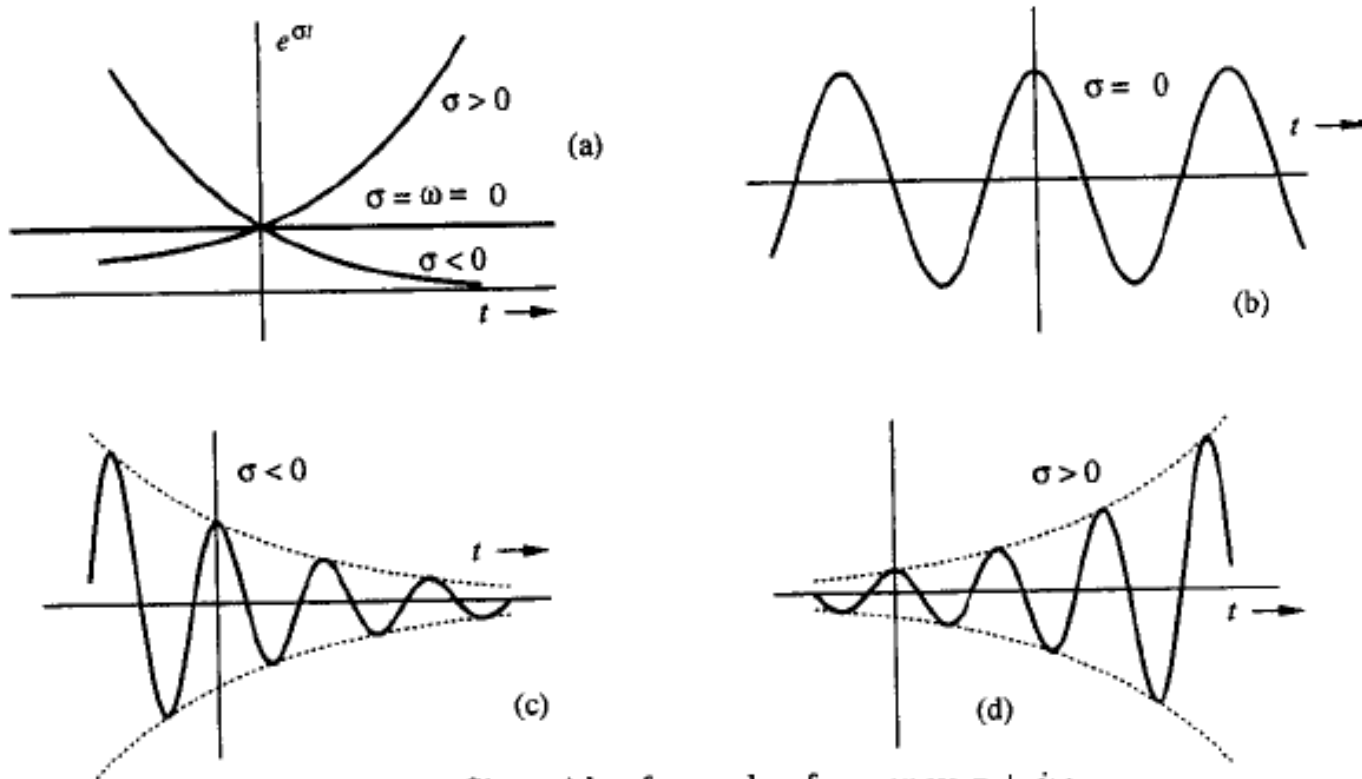 e^σt
σ > 0
(a)
σ = ω = 0
σ < 0
t
σ = 0
t
(b)
σ < 0
t
(c)
σ > 0
t
(d)